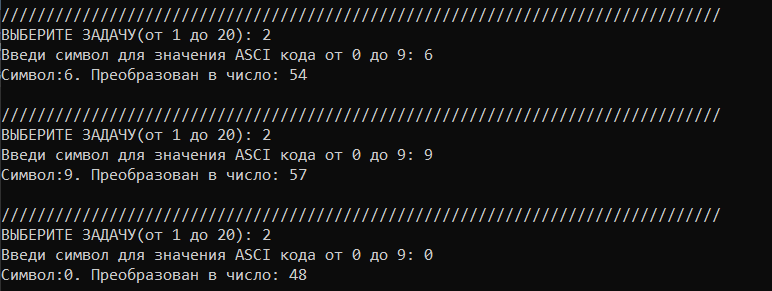 ////////////////////////////////////////////////////////////////////////////////
ВЫБЕРИТЕ ЗАДАЧУ(от 1 до 20): 2
Введи символ для значения ASCI кода от 0 до 9: 6
Символ:6. Преобразован в число: 54
////////////////////////////////////////////////////////////////////////////////
ВЫБЕРИТЕ ЗАДАЧУ(от 1 до 20): 2
Введи символ для значения ASCI кода от 0 до 9: 9
Символ:9. Преобразован в число: 57
////////////////////////////////////////////////////////////////////////////////
ВЫБЕРИТЕ ЗАДАЧУ(от 1 до 20): 2
Введи символ для значения ASCI кода от 0 до 9: 0
Символ:0. Преобразован в число: 48